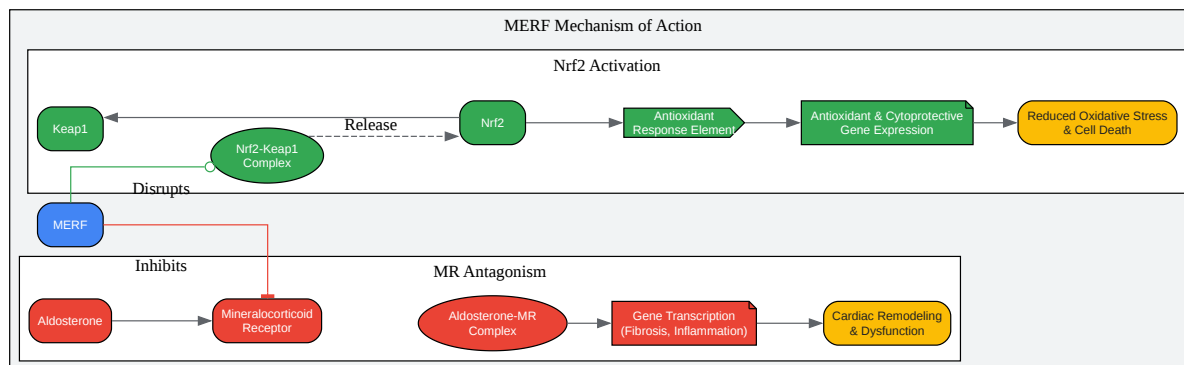 MERF Mechanism of Action
Nrf2 Activation
Keap1
Release
Nrf2
Antioxidant
Response Element
Antioxidant & Cytoprotective
Gene Expression
Reduced Oxidative Stress
& Cell Death
Nrf2-Keap1
Complex
Disrupts
MERF
Inhibits
MR Antagonism
Aldosterone
Mineralocorticoid
Receptor
Aldosterone-MR
Complex
Gene Transcription
(Fibrosis, Inflammation)
Cardiac Remodeling
& Dysfunction